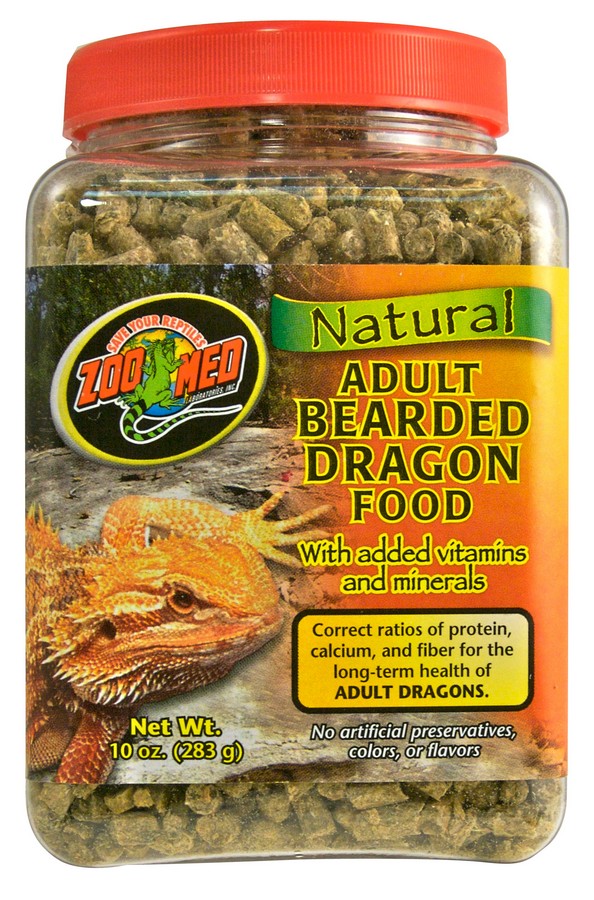 SAVE YOUR REPTILES
ZOO MED
LABORATORIES, INC.
Natural
ADULT
BEARDED
DRAGON
FOOD
With added vitamins
and minerals
Correct ratios of protein,
calcium, and fiber for the
long-term health of
ADULT DRAGONS.
Net Wt.
10 oz. (283 g)
No artificial preservatives,
colors, or flavors